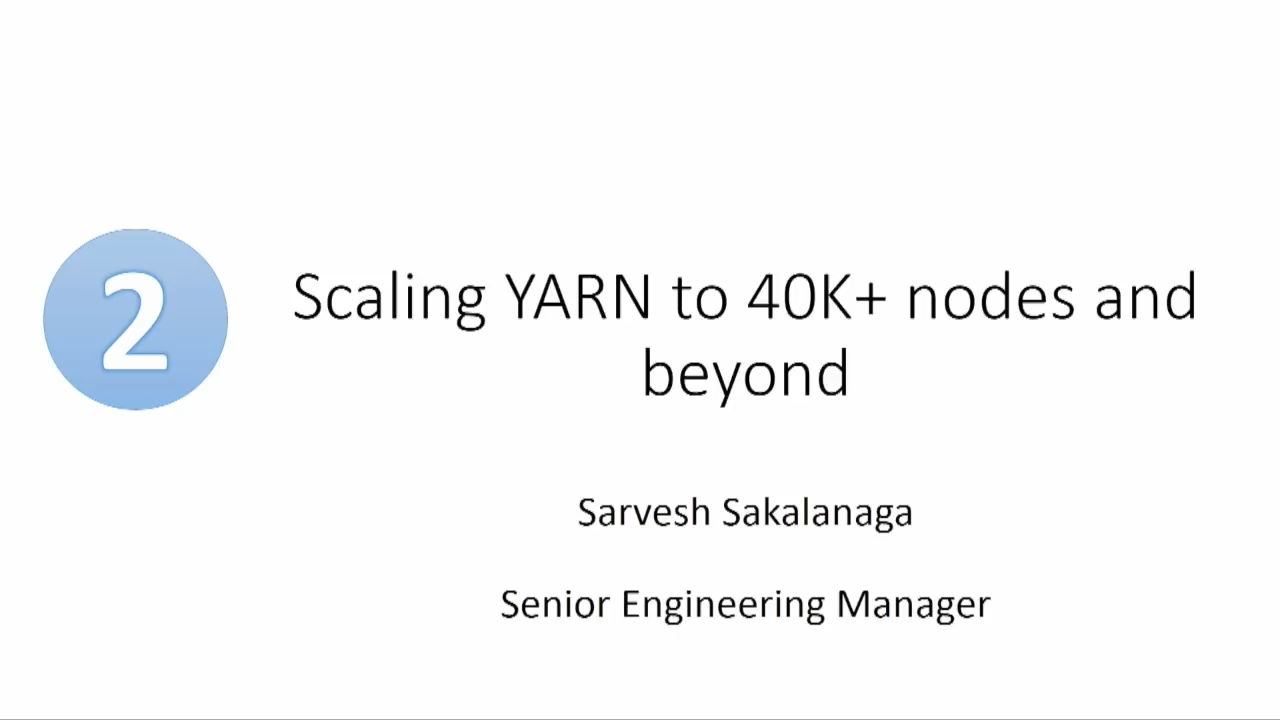 2
Scaling YARN to 40K+ nodes and
beyond
Sarvesh Sakalanaga
Senior Engineering Manager